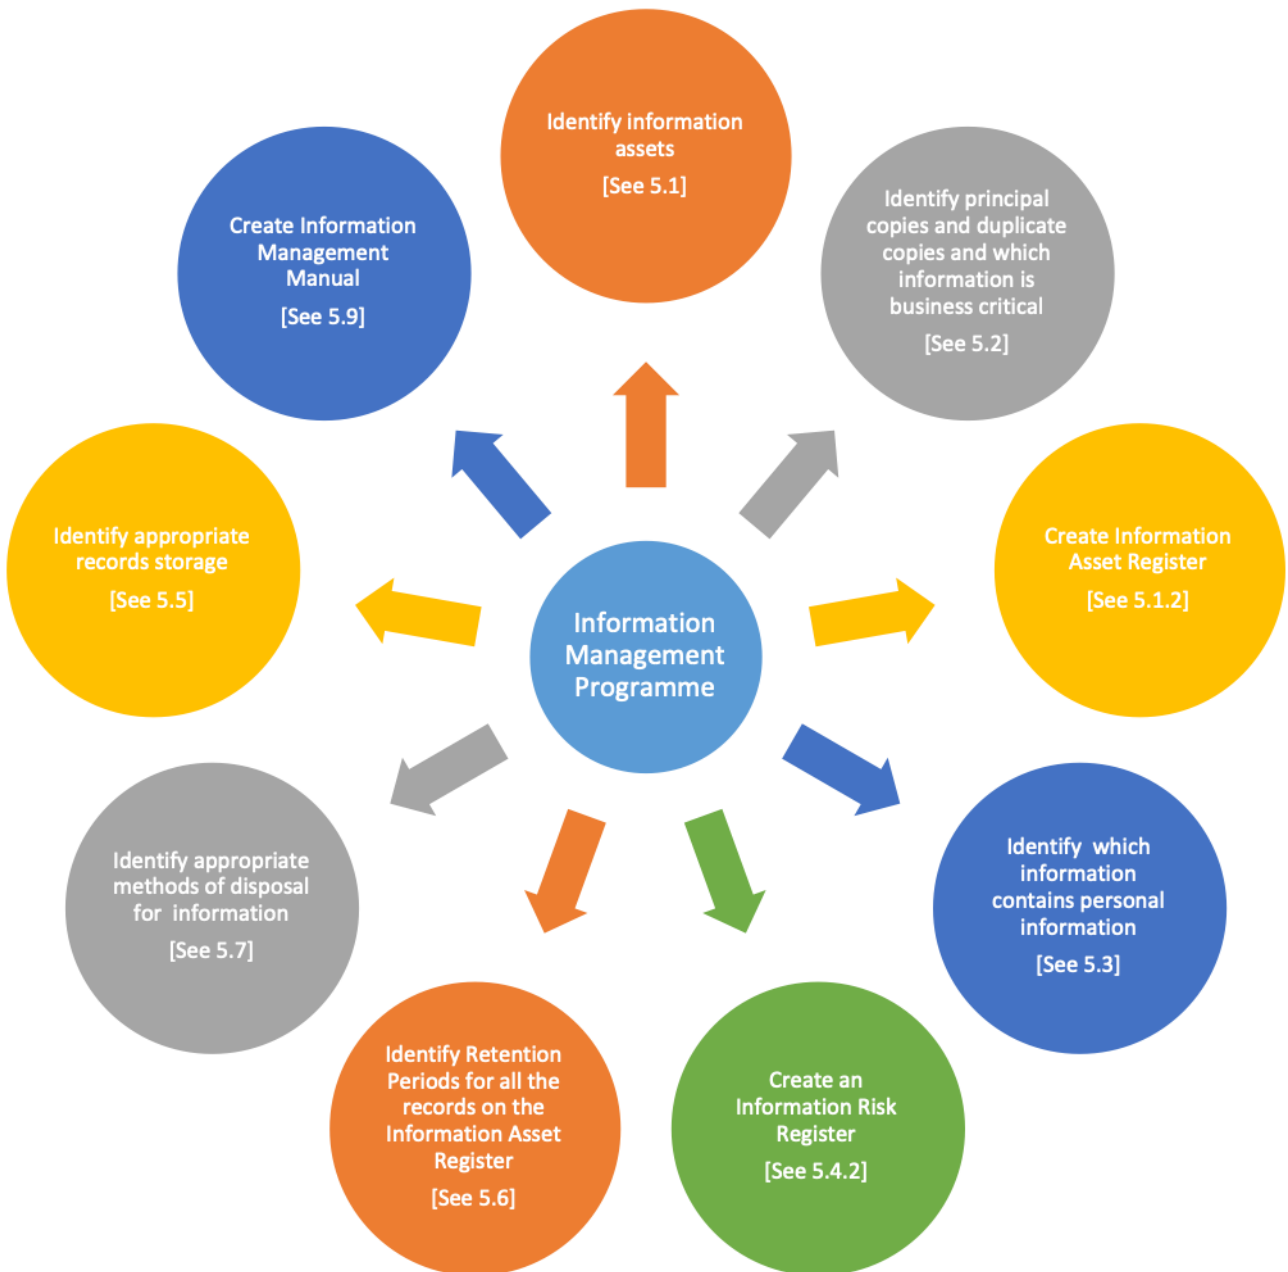 Identify information
assets
[See 5.1]
Identify principal
copies and duplicate
copies and which
information is
business critical
[See 5.2]
Create Information
Asset Register
[See 5.1.2]
Identify which
information
contains personal
information
[See 5.3]
Create an
Information Risk
Register
[See 5.4.2]
Identify Retention
Periods for all the
records on the
Information Asset
Register
[See 5.6]
Identify appropriate
methods of disposal
for information
[See 5.7]
Identify appropriate
records storage
[See 5.5]
Create Information
Management
Manual
[See 5.9]
Information
Management
Programme